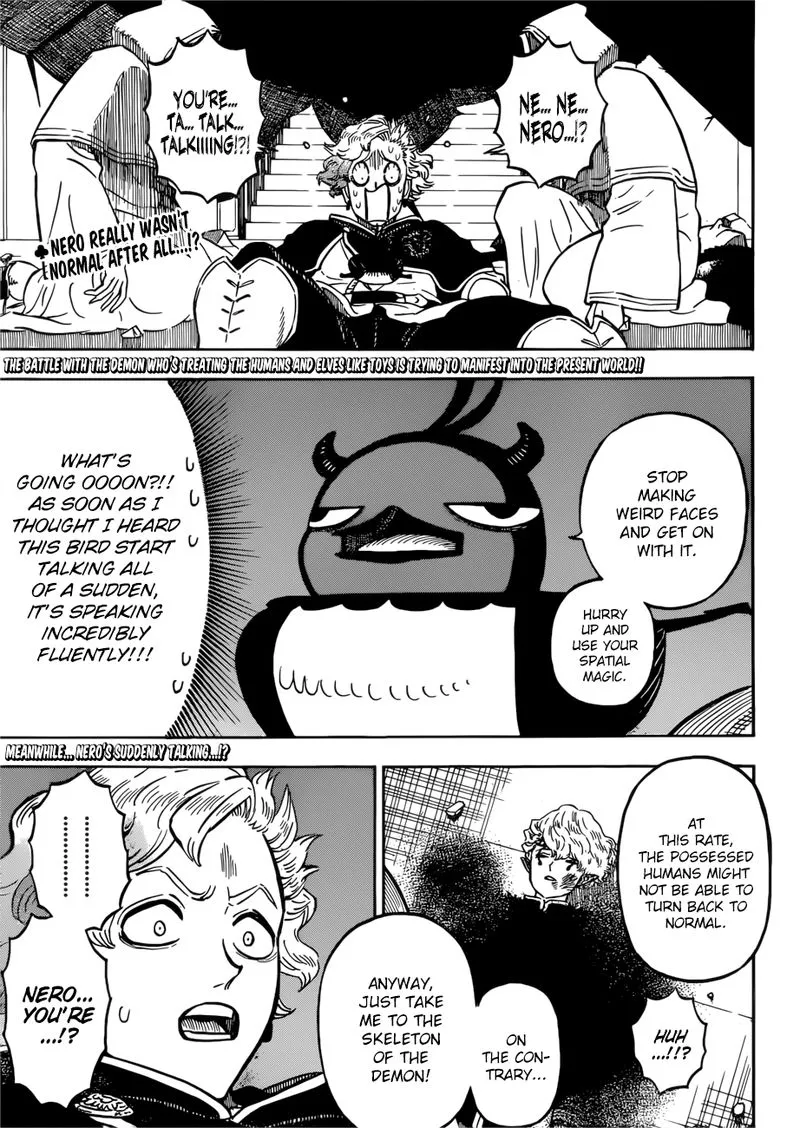 NE... NE...
NERO...!?
YOU'RE...
TA... TALK...
TALKIIIING!?!
NERO REALLY WASN'T
NORMAL AFTER ALL...!?
THE BATTLE WITH THE DEMON WHO'S TREATING THE HUMANS AND ELVES LIKE TOYS IS TRYING TO MANIFEST INTO THE PRESENT WORLD!!
STOP
MAKING
WEIRD FACES
AND GET ON
WITH IT.
HURRY
UP AND
USE YOUR
SPATIAL
MAGIC.
WHAT'S
GOING OOOON?!!
AS SOON AS I
THOUGHT I HEARD
THIS BIRD START
TALKING ALL
OF A SUDDEN,
IT'S SPEAKING
INCREDIBLY
FLUENTLY!!!
MEANWHILE... NERO'S SUDDENLY TALKING...!?
AT
THIS RATE,
THE POSSESSED
HUMANS MIGHT
NOT BE ABLE TO
TURN BACK TO
NORMAL.
HUH
...!!?
ON
THE CON-
TRARY...
ANYWAY,
JUST TAKE
ME TO THE
SKELETON
OF THE
DEMON!
............
NERO...
YOU'RE...
...!?